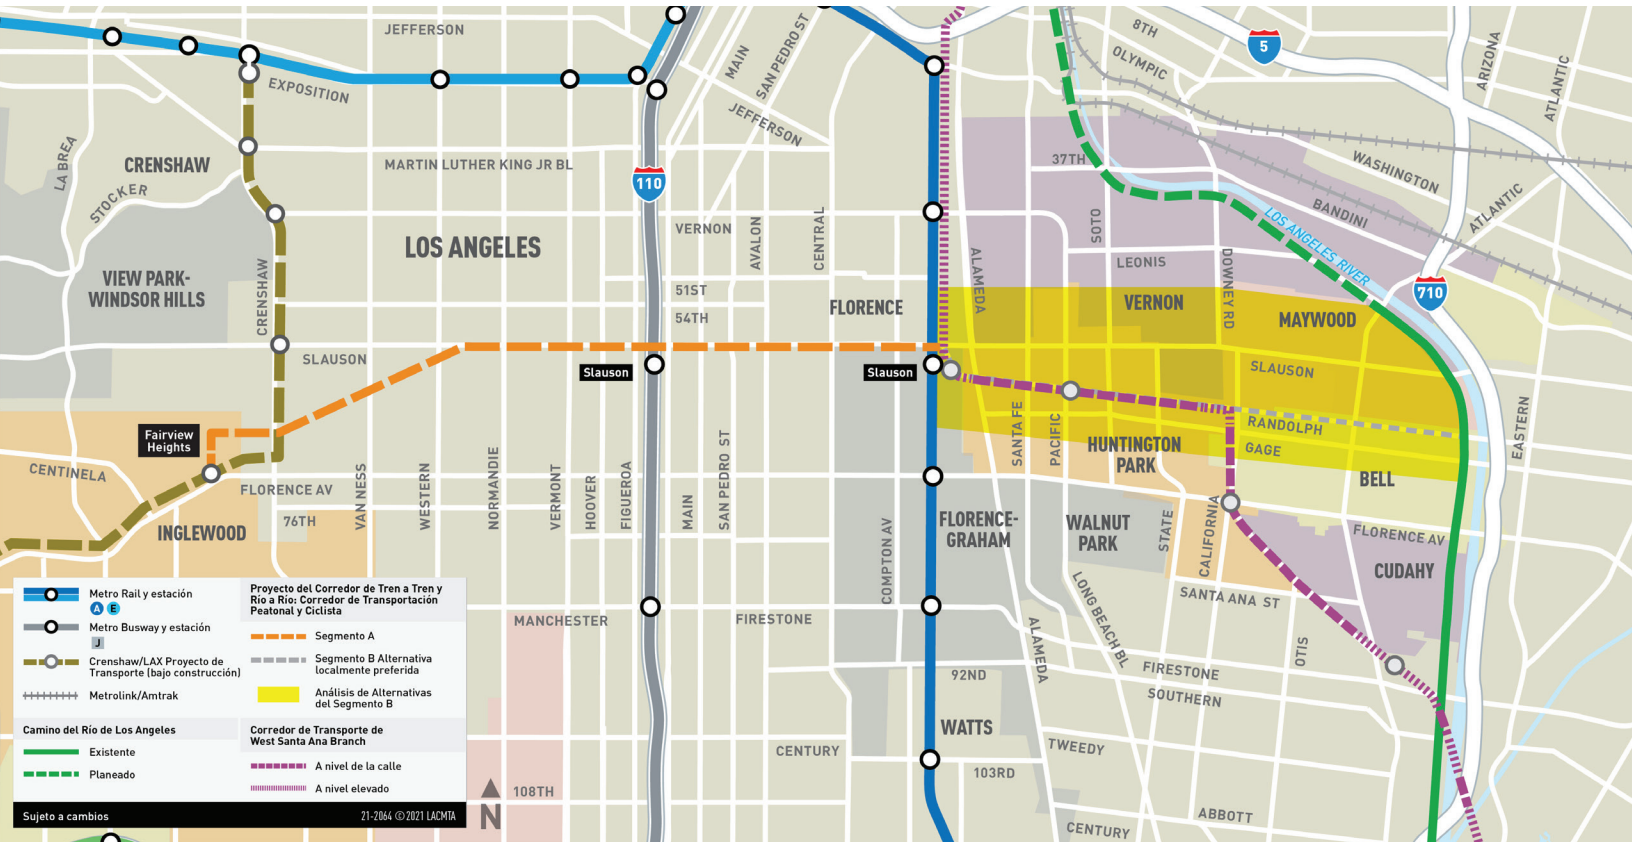 JEFFERSON
EXPOSITION
MAIN
SAN PEDRO ST
JEFFERSON
8TH
OLYMPIC
5
ARIZONA
ATLANTIC
LA BREA
CRENSHAW
STOCKER
MARTIN LUTHER KING JR BL
110
37TH
WASHINGTON
BANDINI
ATLANTIC
LOS ANGELES RIVER
VIEW PARK-
WINDSOR HILLS
CRENSHAW
LOS ANGELES
VERNON
AVALON
CENTRAL
51ST
54TH
FLORENCE
ALAMEDA
SOTO
LEONIS
DOWNEY RD
VERNON
MAYWOOD
710
SLAUSON
Slauson
Slauson
SLAUSON
RANDOLPH
GAGE
EASTERN
Fairview
Heights
CENTINELA
FLORENCE AV
76TH
INGLEWOOD
VAN NESS
WESTERN
NORMANDIE
VERMONT
HOOVER
FIGUEROA
MAIN
SAN PEDRO ST
COMPTON AV
SANTA FE
PACIFIC
HUNTINGTON
PARK
BELL
FLORENCE-
GRAHAM
WALNUT
PARK
STATE
CALIFORNIA
FLORENCE AV
CUDAHY
SANTA ANA ST
LONG BEACH BL
ALAMEDA
OTIS
MANCHESTER
FIRESTONE
FIRESTONE
92ND
SOUTHERN
WATTS
CENTURY
TWEEDY
103RD
108TH
ABBOTT
CENTURY
N
Metro Rail y estación
A E
Metro Busway y estación
J
Crenshaw/LAX Proyecto de
Transporte (bajo construcción)
Metrolink/Amtrak
Camino del Río de Los Angeles
Existente
Planeado
Proyecto del Corredor de Tren a Tren y
Río a Río: Corredor de Transportación
Peatonal y Ciclista
Segmento A
Segmento B Alternativa
localmente preferida
Análisis de Alternativas
del Segmento B
Corredor de Transporte de
West Santa Ana Branch
A nivel de la calle
A nivel elevado
Sujeto a cambios
21-2064 ©2021 LACMTA